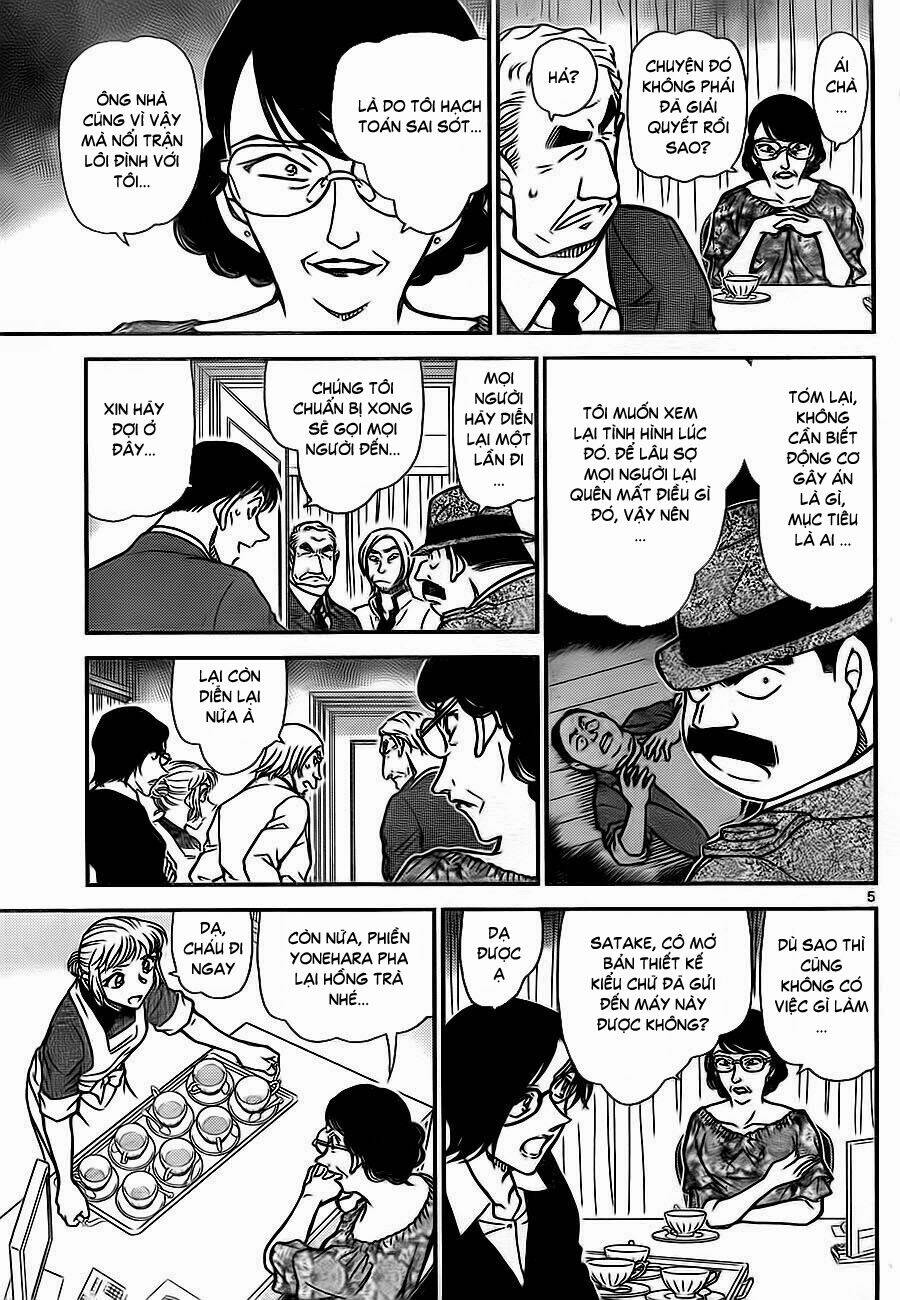 ÁI
CHÀ
...
CHUYỆN ĐÓ
KHÔNG PHẢI
ĐÃ GIẢI
QUYẾT RỒI
SAO?
HẢ?
LÀ DO TÔI HẠCH
TOÁN SAI SÓT...
ÔNG NHÀ
CŨNG VÌ VẬY
MÀ NỔI TRẬN
LÔI ĐÌNH VỚI
TÔI...
TÓM LẠI,
KHÔNG
CẦN BIẾT
ĐỘNG CƠ
GÂY ÁN
LÀ GÌ,
MỤC TIÊU
LÀ AI ...
TÔI MUỐN XEM
LẠI TÌNH HÌNH LÚC
ĐÓ. ĐỂ LÂU SỢ
MỌI NGƯỜI LẠI
QUÊN MẤT ĐIỀU GÌ
ĐÓ, VẬY NÊN
...
MỌI
NGƯỜI
HÃY DIỄN
LẠI MỘT
LẦN ĐI
...
CHÚNG TÔI
CHUẨN BỊ XONG
SẼ GỌI MỌI
NGƯỜI ĐẾN...
XIN HÃY
ĐỢI Ở
ĐÂY...
LẠI CÒN
DIỄN LẠI
NỮA À
5
DÙ SAO THÌ
CŨNG
KHÔNG CÓ
VIỆC GÌ LÀM
...
SATAKE, CÔ MỞ
BẢN THIẾT KẾ
KIỂU CHỮ ĐÃ GỬI
ĐẾN MÁY NÀY
ĐƯỢC KHÔNG?
DẠ
ĐƯỢC
Ạ
CÒN NỮA, PHIỀN
YONEHARA PHA
LẠI HỒNG TRÀ
NHÉ...
DẠ,
CHÁU ĐI
NGAY